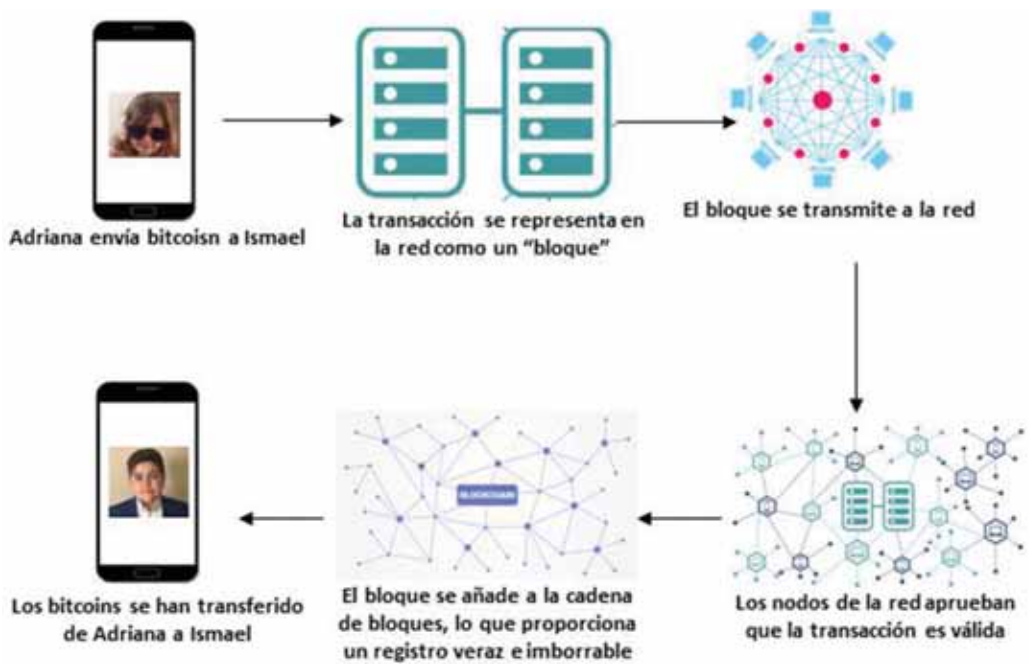 Adriana envía bitcoisn a Ismael
La transacción se representa en
la red como un “bloque”
El bloque se transmite a la red
Los nodos de la red aprueban
que la transacción es válida
BLOCKCHAIN
El bloque se añade a la cadena
de bloques, lo que proporciona
un registro veraz e imborrable
Los bitcoins se han transferido
de Adriana a Ismael